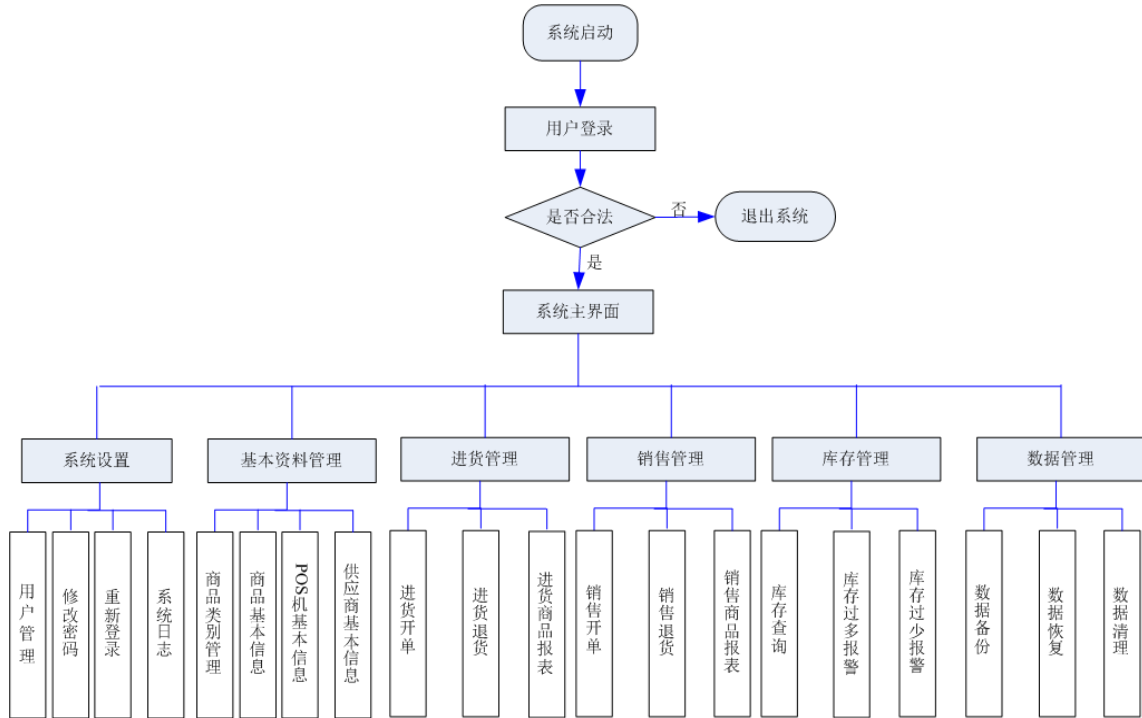 系统启动
用户登录
是否合法
否
退出系统
是
系统主界面
系统设置
基本资料管理
进货管理
销售管理
库存管理
数据管理
用户管理
修改密码
重新登录
系统日志
商品类别管理
商品基本信息
POS机基本信息
供应商基本信息
进货开单
进货退货
进货商品报表
销售开单
销售退货
销售商品报表
库存查询
库存过多报警
库存过少报警
数据备份
数据恢复
数据清理